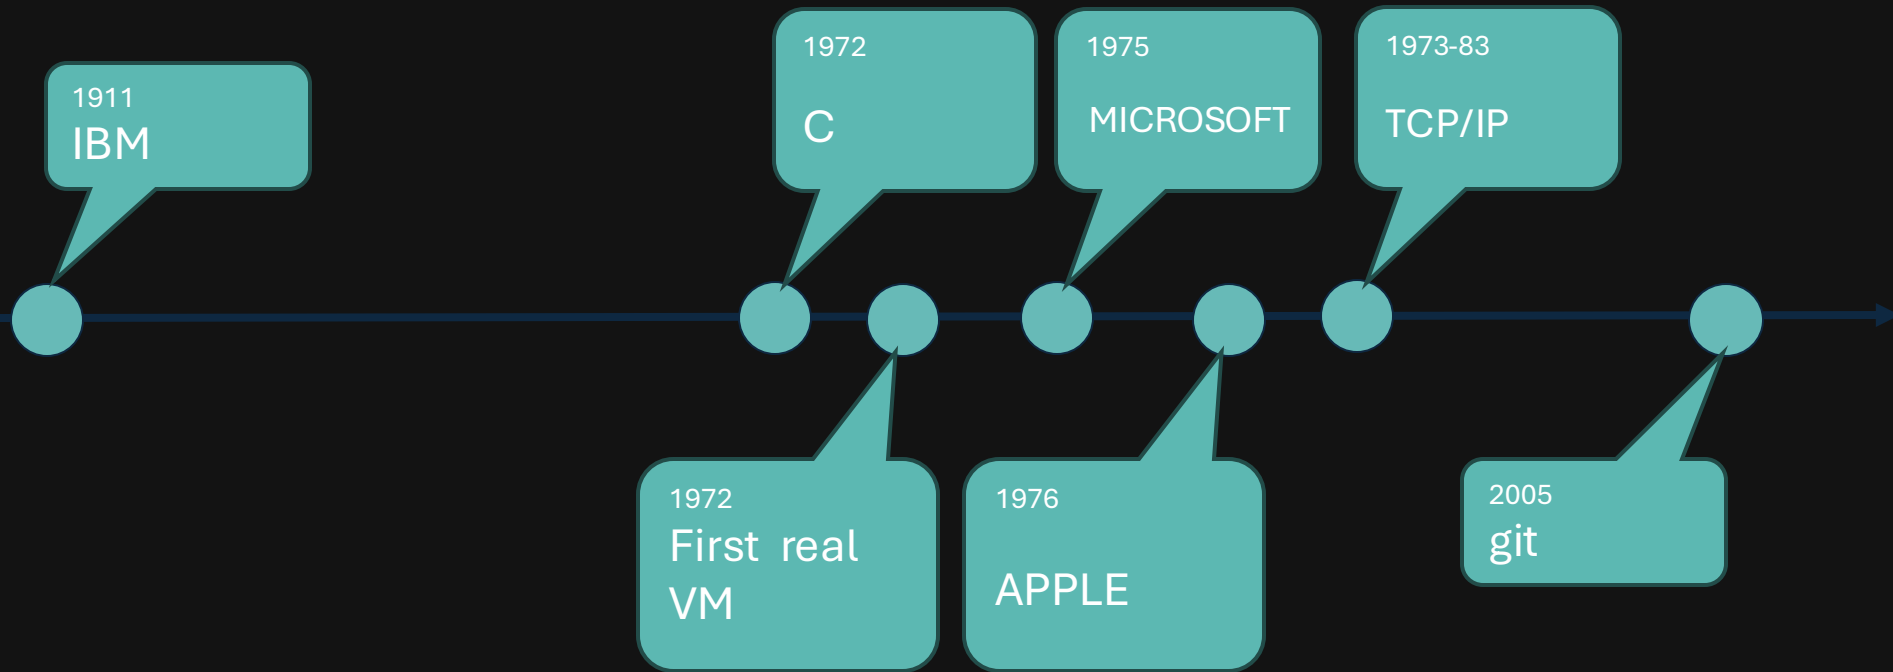 1911
IBM
1972
C
1975
MICROSOFT
1973-83
TCP/IP
1972
First real
VM
1976
APPLE
2005
git